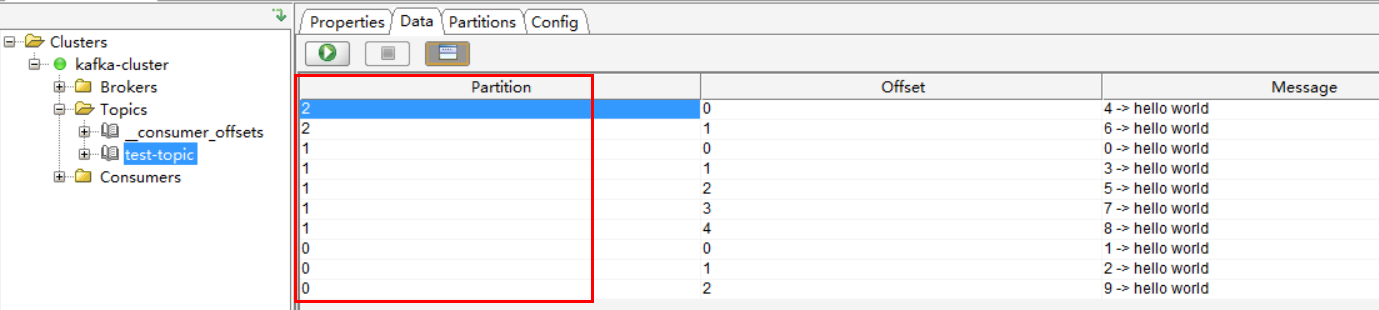 Properties Data Partitions Config
Clusters
kafka-cluster
Brokers
Topics
__consumer_offsets
test-topic
Consumers
Partition Offset Message
2 0 4 -> hello world
2 1 6 -> hello world
1 0 0 -> hello world
1 1 3 -> hello world
1 2 5 -> hello world
1 3 7 -> hello world
1 4 8 -> hello world
0 0 1 -> hello world
0 1 2 -> hello world
0 2 9 -> hello world